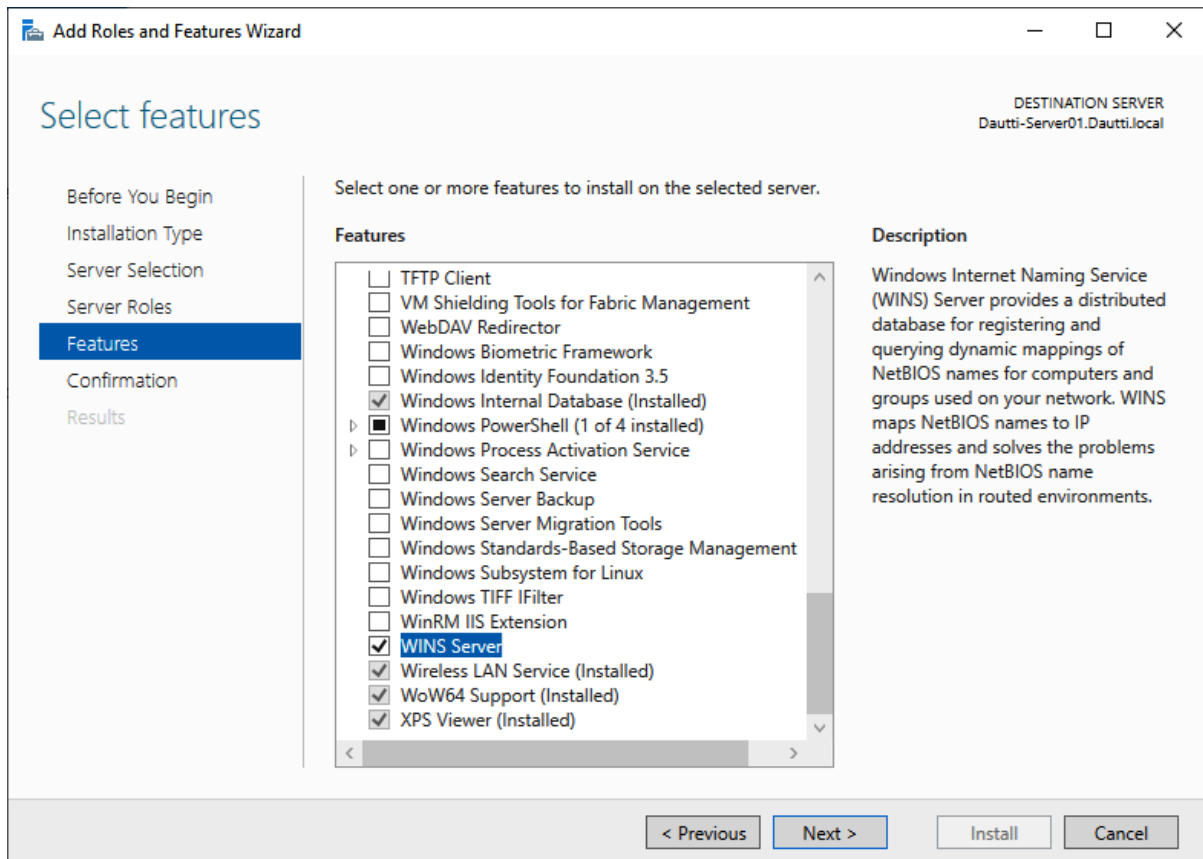 Add Roles and Features Wizard
Select features
DESTINATION SERVER
Dautti-Server01.Dautti.local
Before You Begin
Installation Type
Server Selection
Server Roles
Features
Confirmation
Results
Select one or more features to install on the selected server.
Features
TFTP Client
VM Shielding Tools for Fabric Management
WebDAV Redirector
Windows Biometric Framework
Windows Identity Foundation 3.5
Windows Internal Database (Installed)
Windows PowerShell (1 of 4 installed)
Windows Process Activation Service
Windows Search Service
Windows Server Backup
Windows Server Migration Tools
Windows Standards-Based Storage Management
Windows Subsystem for Linux
Windows TIFF IFilter
WinRM IIS Extension
WINS Server
Wireless LAN Service (Installed)
WoW64 Support (Installed)
XPS Viewer (Installed)
Description
Windows Internet Naming Service
(WINS) Server provides a distributed
database for registering and
querying dynamic mappings of
NetBIOS names for computers and
groups used on your network. WINS
maps NetBIOS names to IP
addresses and solves the problems
arising from NetBIOS name
resolution in routed environments.
< Previous
Next >
Install
Cancel